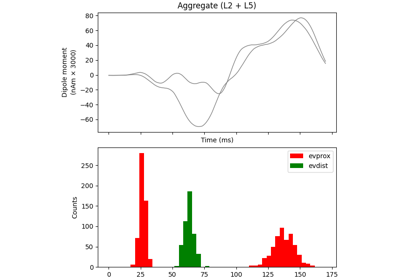 Aggregate (L2 + L5)
80
60
40
20
0
−20
−40
−60
Dipole moment
(nAm × 3000)
Time (ms)
evprox
evdist
250
200
150
100
50
0
Counts
0 25 50 75 100 125 150 175